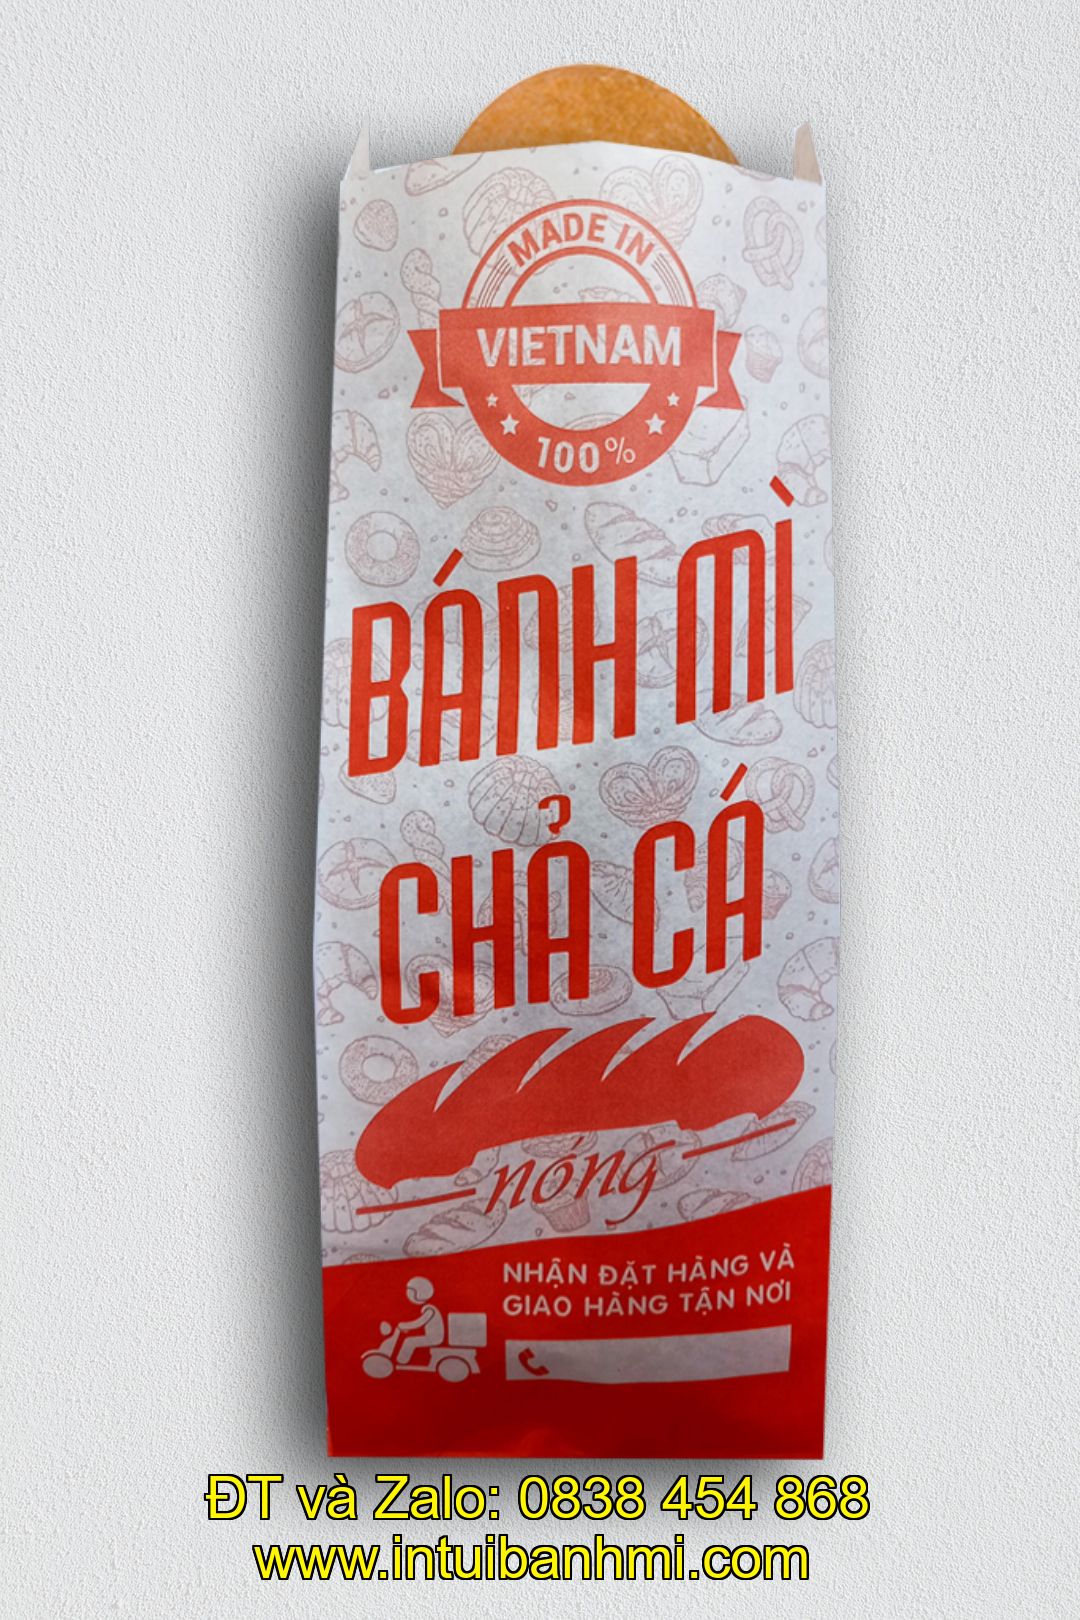 MADE IN
VIETNAM
100%
BÁNH MÌ
CHẢ CÁ
nóng
NHẬN ĐẶT HÀNG VÀ
GIAO HÀNG TẬN NƠI
ĐT và Zalo: 0838 454 868
www.intuibanhmi.com